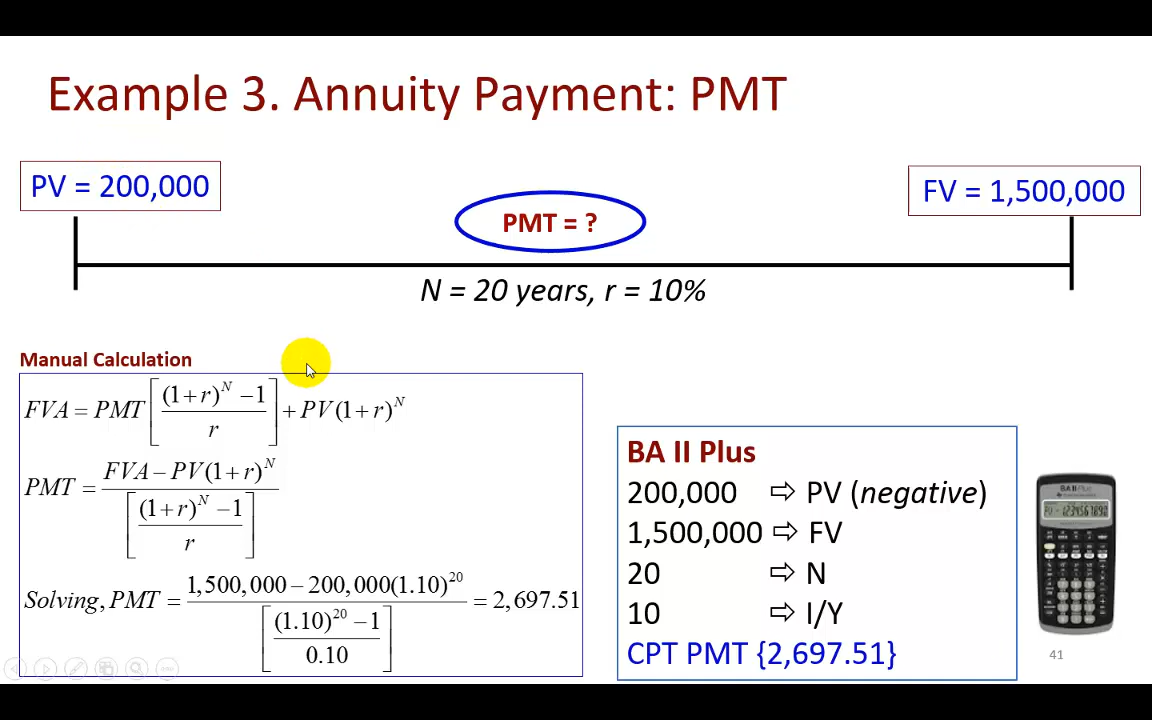 Example 3. Annuity Payment: PMT
PV = 200,000
FV = 1,500,000
PMT = ?
N = 20 years, r = 10%
Manual Calculation
FVA = PMT [((1+r)^N −1)/r] + PV(1+r)^N
PMT = (FVA − PV(1+r)^N)/[((1+r)^N −1)/r]
Solving, PMT = (1,500,000 − 200,000(1.10)^20)/[((1.10)^20 −1)/0.10] = 2,697.51
BA II Plus
200,000 ⇨ PV (negative)
1,500,000 ⇨ FV
20 ⇨ N
10 ⇨ I/Y
CPT PMT {2,697.51}
BA II Plus
41